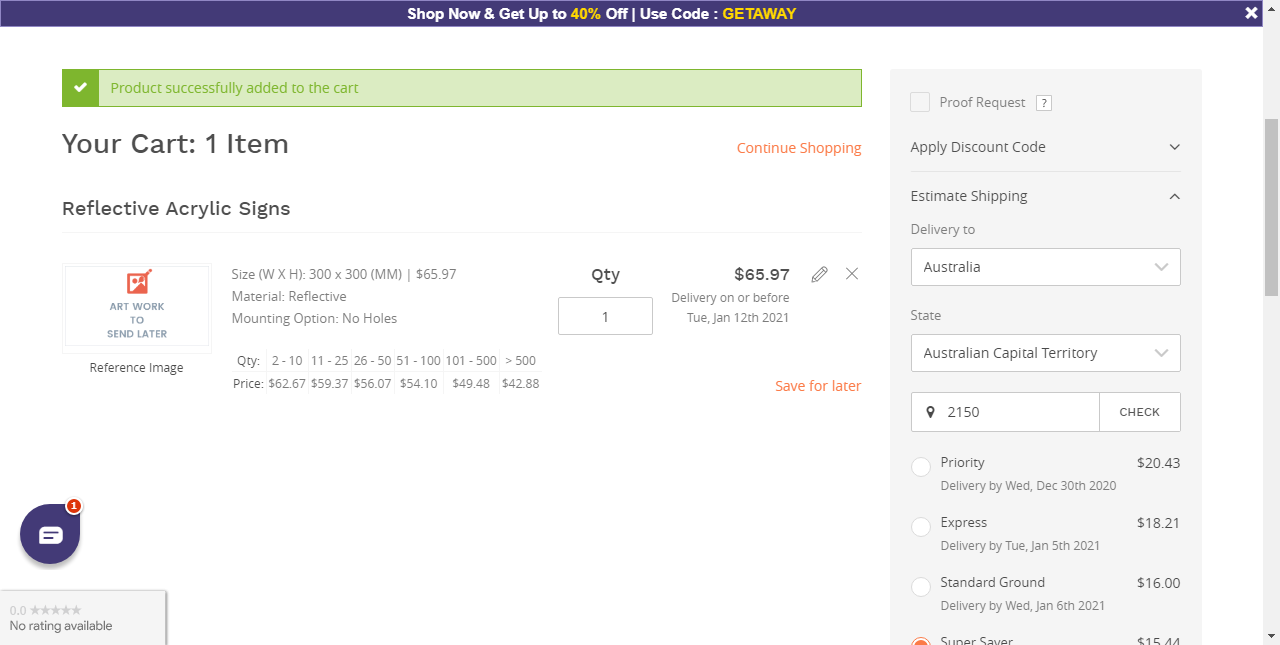 Shop Now & Get Up to 40% Off | Use Code : GETAWAY
Product successfully added to the cart
Your Cart: 1 Item
Continue Shopping
Reflective Acrylic Signs
ART WORK
TO
SEND LATER
Reference Image
Size (W X H): 300 x 300 (MM) | $65.97
Material: Reflective
Mounting Option: No Holes
Qty: 2 - 10 11 - 25 26 - 50 51 - 100 101 - 500 > 500
Price: $62.67 $59.37 $56.07 $54.10 $49.48 $42.88
Qty
1
$65.97
Delivery on or before
Tue, Jan 12th 2021
Save for later
Proof Request ?
Apply Discount Code
Estimate Shipping
Delivery to
Australia
State
Australian Capital Territory
2150 CHECK
Priority $20.43
Delivery by Wed, Dec 30th 2020
Express $18.21
Delivery by Tue, Jan 5th 2021
Standard Ground $16.00
Delivery by Wed, Jan 6th 2021
Super Saver $15.44
1
0.0
No rating available